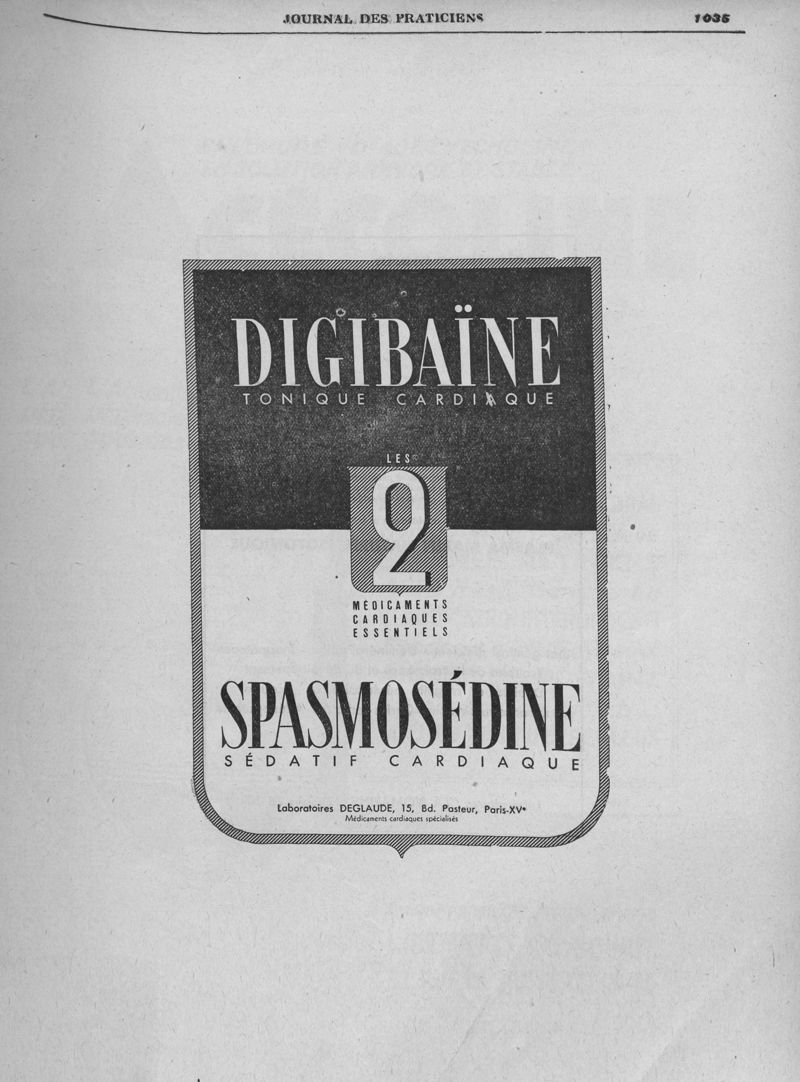 JOURNAL DES PRATICIENS 1035
DIGIBAÏNE
TONIQUE CARDIAQUE
LES
2
MÉDICAMENTS
CARDIAQUES
ESSENTIELS
SPASMOSÉDINE
SÉDATIF CARDIAQUE
Laboratoires DEGLAUDE, 15, Bd. Pasteur, Paris-XVᵉ
Médicaments cardiaques spécialisés